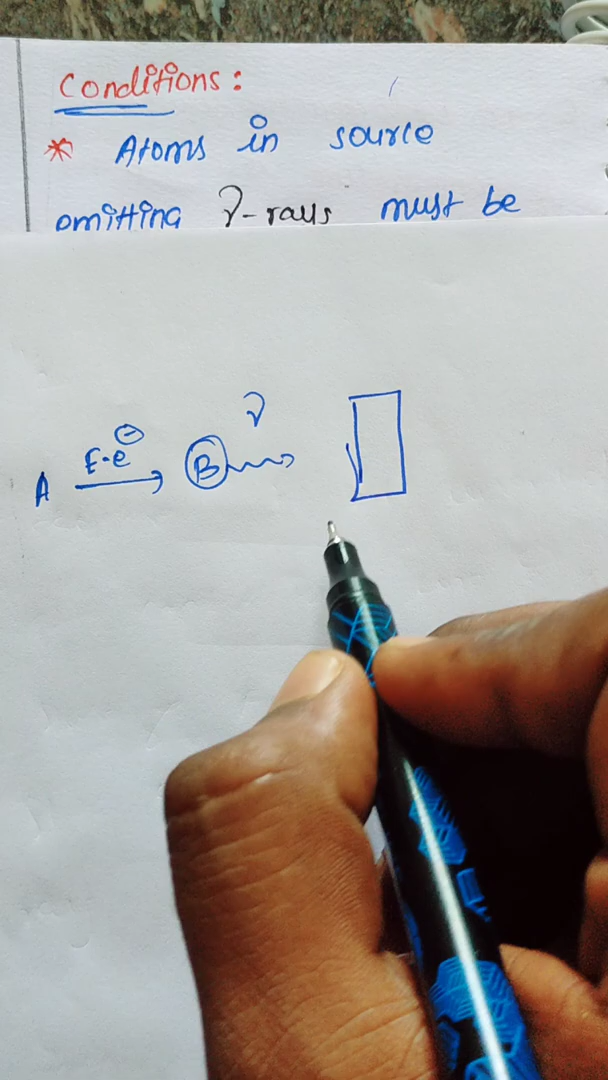 Conditions:
* Atoms in source
emitting γ-rays must be
γ
A E·e⊖ B